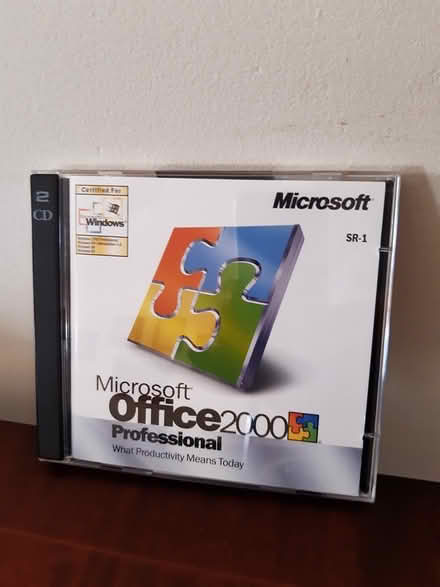 2
CD
Certified For
Windows
Microsoft
SR-1
Microsoft
Office2000
Professional
What Productivity Means Today